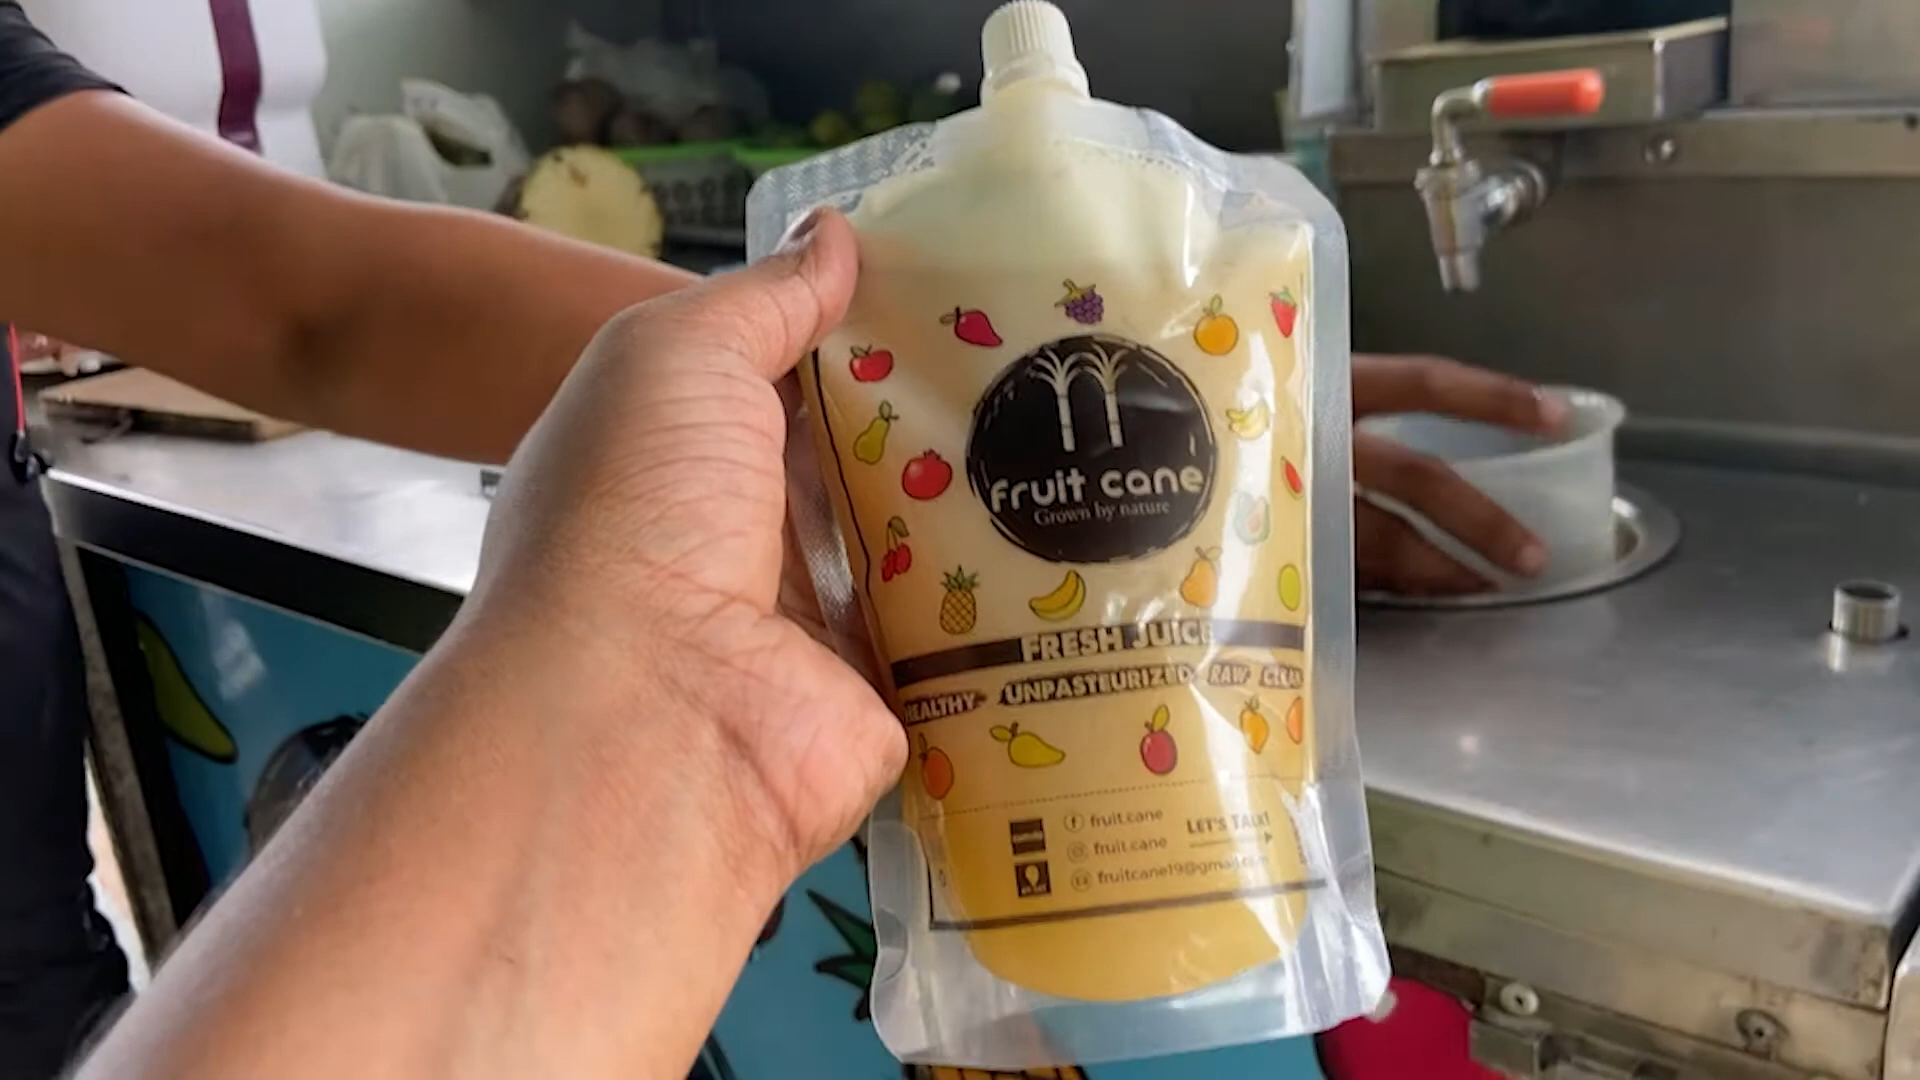 fruit cane
Grown by nature
FRESH JUICE
HEALTHY UNPASTEURIZED RAW CLEAN
LET'S TALK!
fruit.cane
fruit.cane
fruitcane19@gmail.com